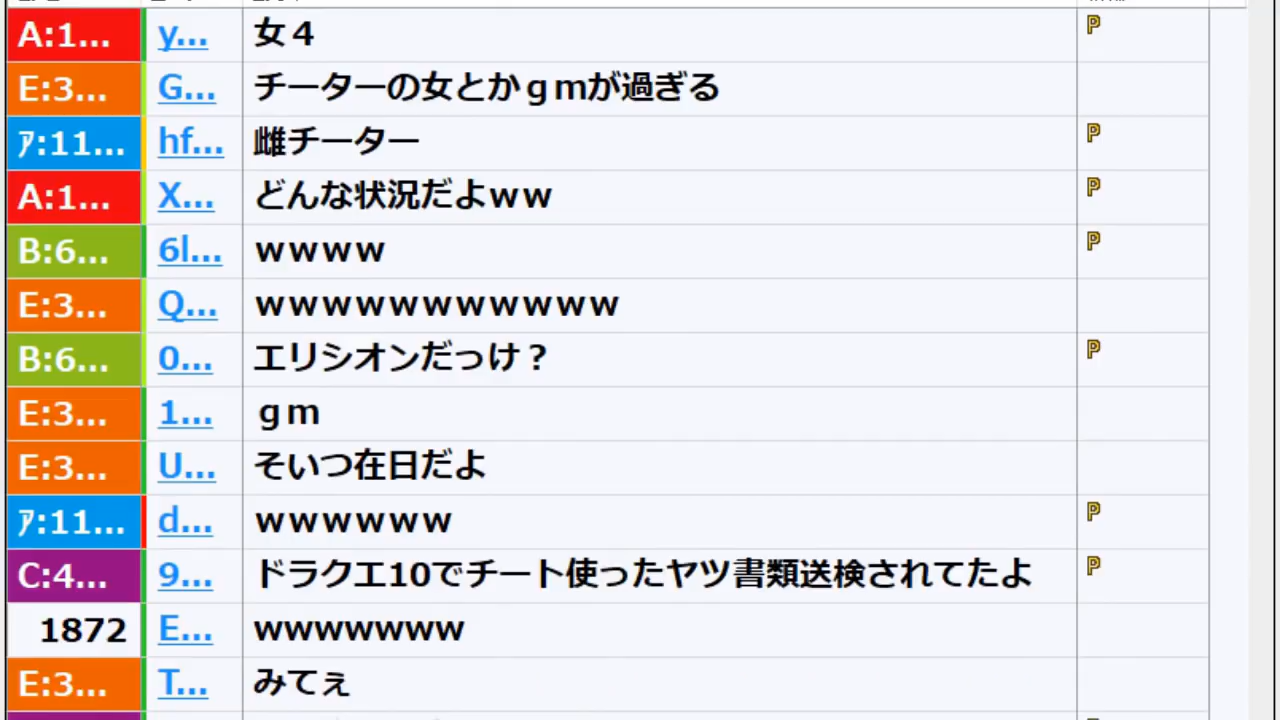 A:1... y... 女４ P
E:3... G... チーターの女とかｇｍが過ぎる
ｱ:11... hf... 雌チーター P
A:1... X... どんな状況だよｗｗ P
B:6... 6l... ｗｗｗｗ P
E:3... Q... ｗｗｗｗｗｗｗｗｗｗｗ
B:6... 0... エリシオンだっけ？ P
E:3... 1... ｇｍ
E:3... U... そいつ在日だよ
ｱ:11... d... ｗｗｗｗｗｗ P
C:4... 9... ドラクエ10でチート使ったヤツ書類送検されてたよ P
1872 E... wwwwwww
E:3... T... みてぇ